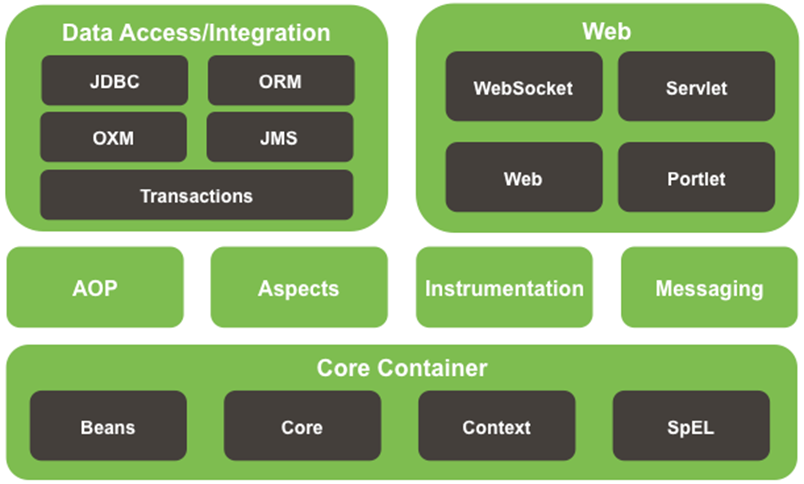 Data Access/Integration
JDBC
ORM
OXM
JMS
Transactions
Web
WebSocket
Servlet
Web
Portlet
AOP
Aspects
Instrumentation
Messaging
Core Container
Beans
Core
Context
SpEL